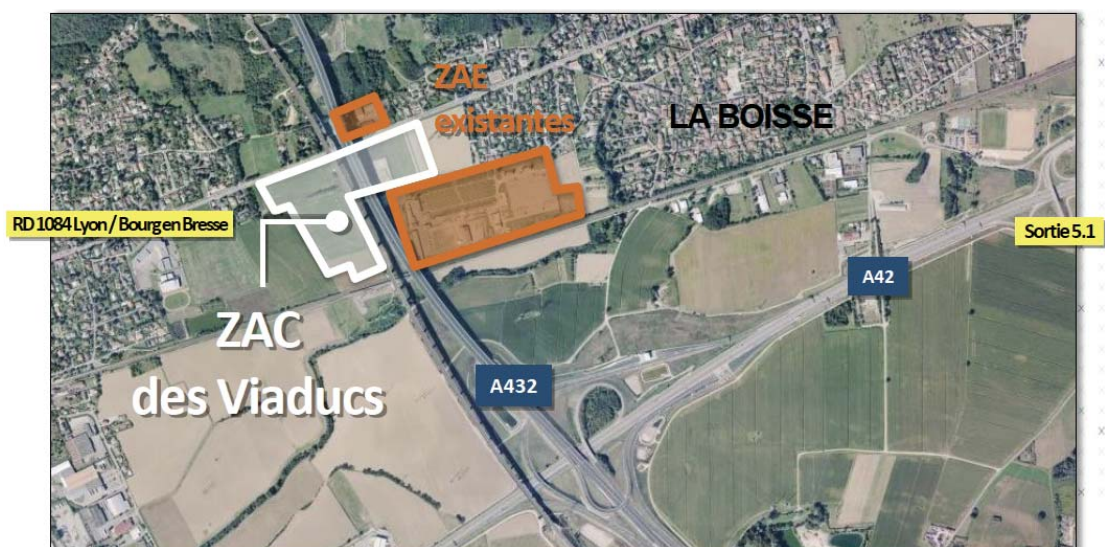 ZAE
existantes
LA BOISSE
RD 1084 Lyon / Bourg en Bresse
Sortie 5.1
A42
ZAC
des Viaducs
A432